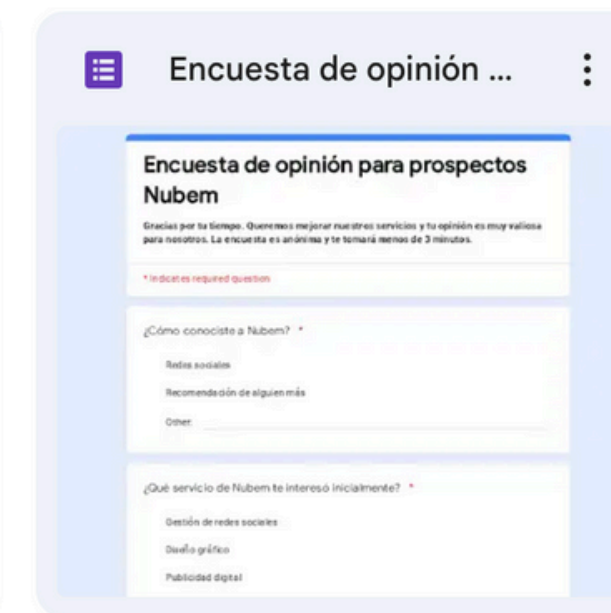 Encuesta de opinión ...
Encuesta de opinión para prospectos
Nubem
Gracias por tu tiempo. Queremos mejorar nuestros servicios y tu opinión es muy valiosa
para nosotros. La encuesta es anónima y te tomará menos de 3 minutos.
* Indicates required question
¿Cómo conociste a Nubem? *
Redes sociales
Recomendación de alguien más
Other:
¿Qué servicio de Nubem te interesó inicialmente? *
Gestión de redes sociales
Diseño gráfico
Publicidad digital